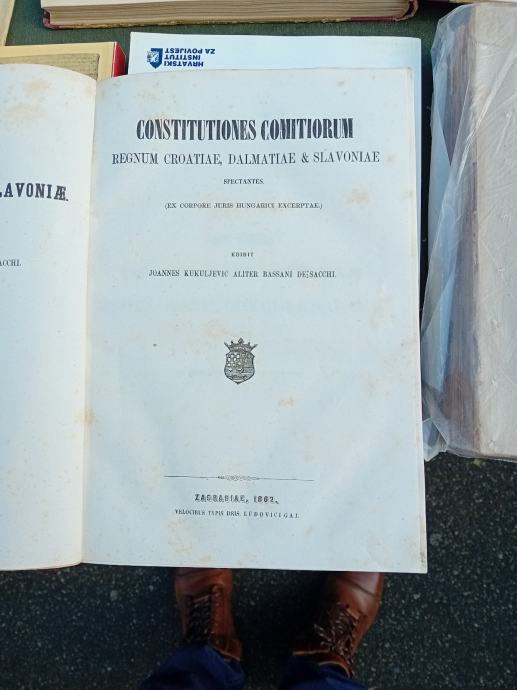 HRVATSKI
INSTITUT
ZA POVIJEST
LAVONIÆ.
ACCHI.
CONSTITUTIONES COMITIORUM
REGNUM CROATIAE, DALMATIAE & SLAVONIAE
SPECTANTES.
(EX CORPORE JURIS HUNGARICI EXCERPTAE.)
EDIDIT
JOANNES KUKULJEVIĆ ALITER BASSANI DE SACCHI.
ZAGRABIAE, 1862.
VELOCIBUS TYPIS DRIS. LUDOVICI GAJ.